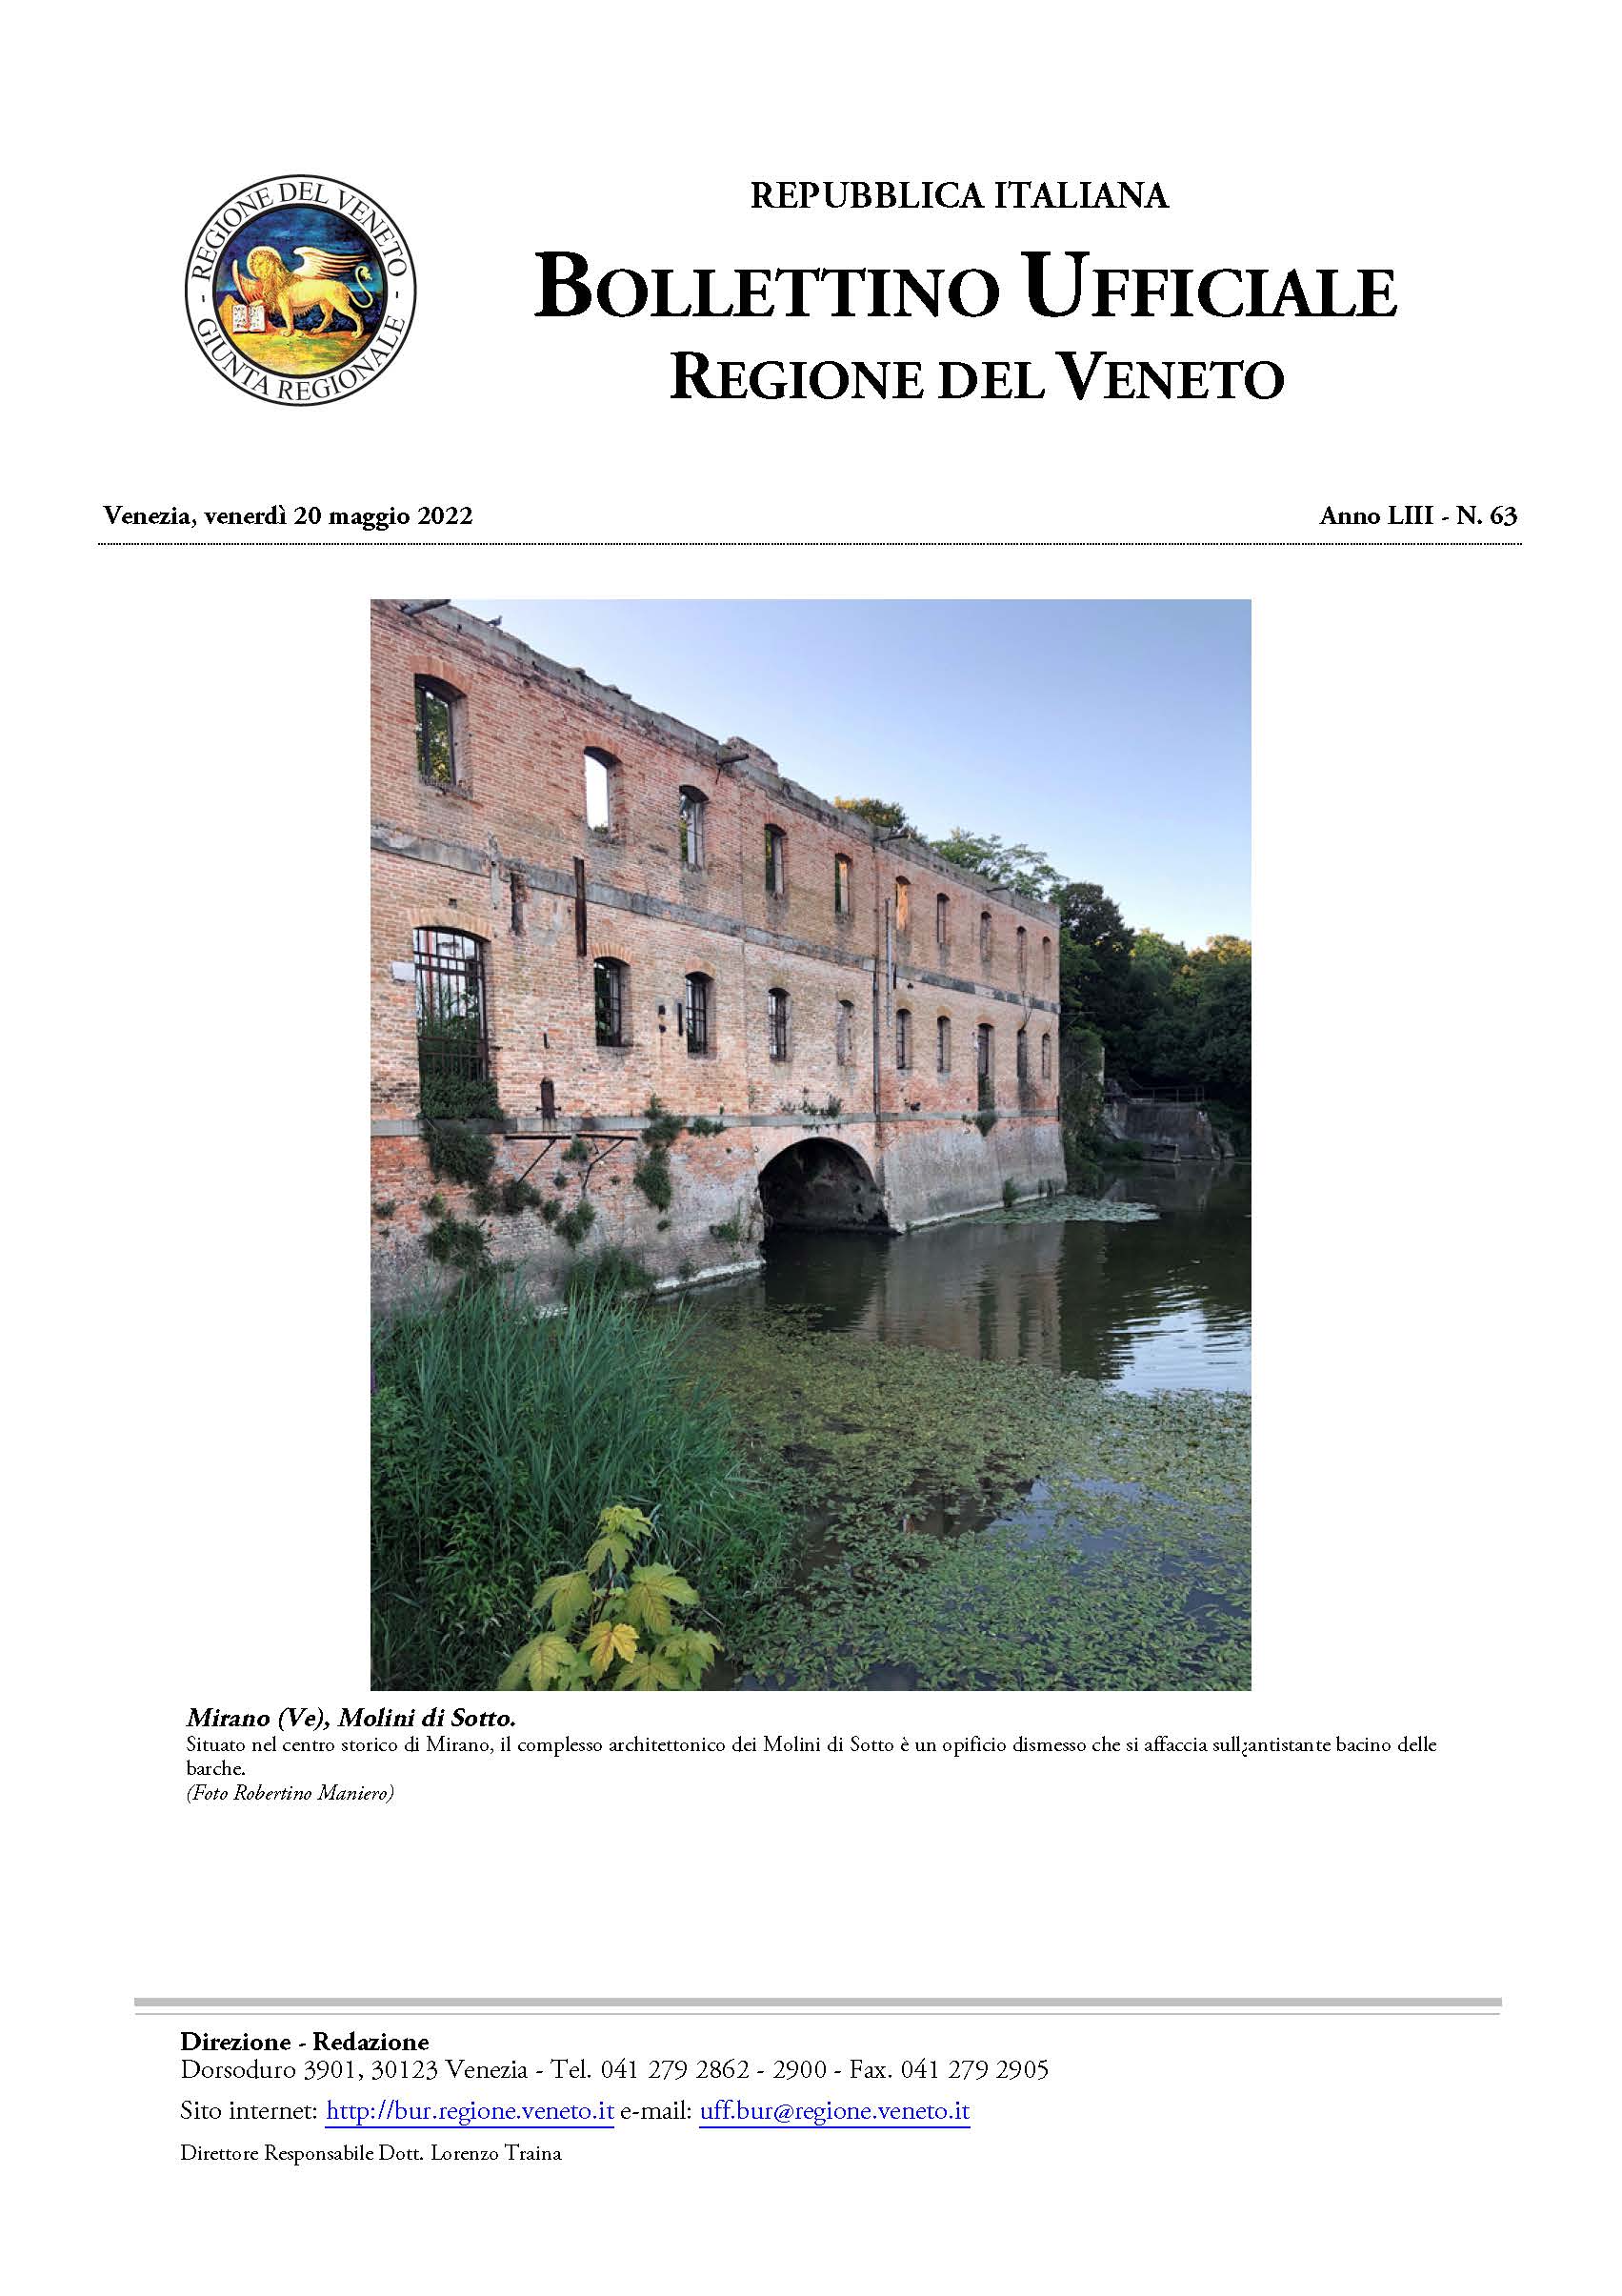 REGIONE DEL VENETO
- GIUNTA REGIONALE -
REPUBBLICA ITALIANA
BOLLETTINO UFFICIALE
REGIONE DEL VENETO
Venezia, venerdì 20 maggio 2022
Anno LIII - N. 63
Mirano (Ve), Molini di Sotto.
Situato nel centro storico di Mirano, il complesso architettonico dei Molini di Sotto è un opificio dismesso che si affaccia sull¿antistante bacino delle
barche.
(Foto Robertino Maniero)
Direzione - Redazione
Dorsoduro 3901, 30123 Venezia - Tel. 041 279 2862 - 2900 - Fax. 041 279 2905
Sito internet: http://bur.regione.veneto.it e-mail: uff.bur@regione.veneto.it
Direttore Responsabile Dott. Lorenzo Traina